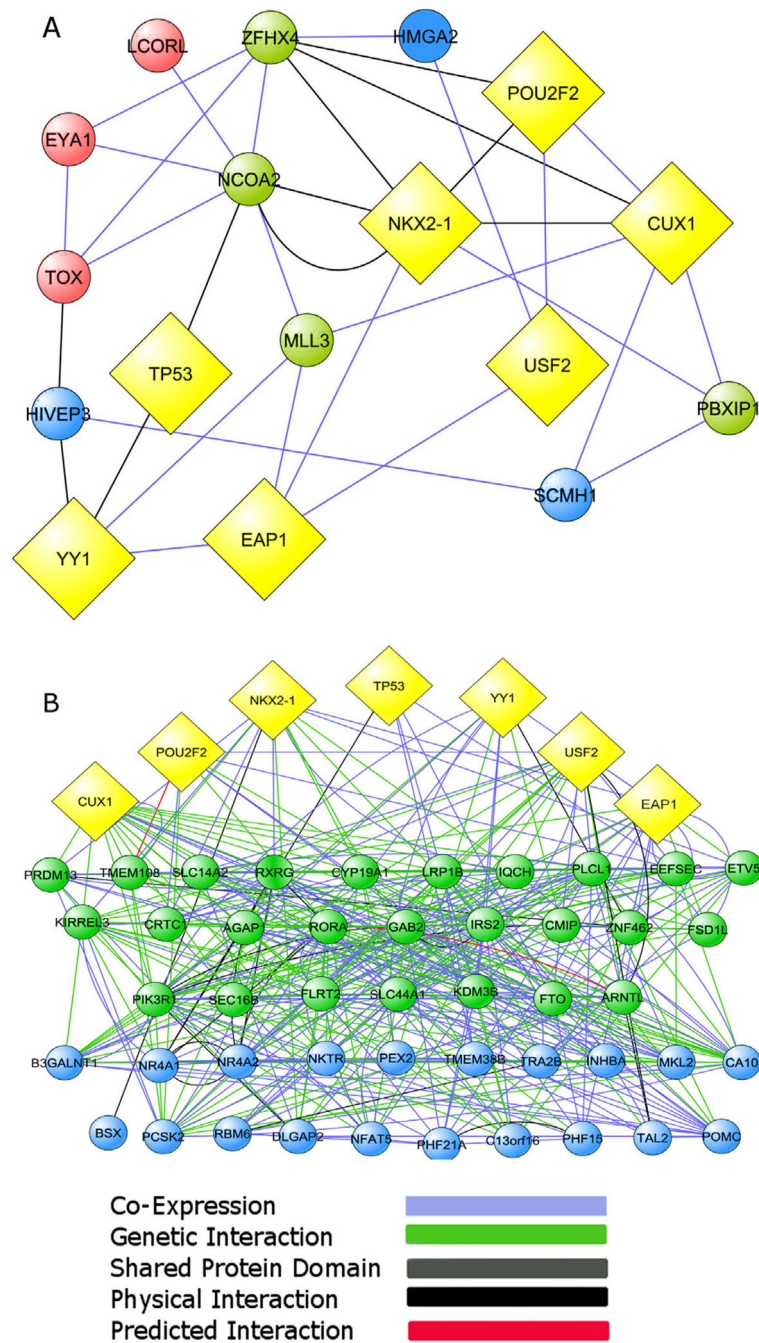 A
LCORL
ZFHX4
HMGA2
POU2F2
EYA1
NCOA2
NKX2-1
CUX1
TOX
MLL3
TP53
USF2
HIVEP3
PBXIP1
SCMH1
YY1
EAP1
B
NKX2-1
TP53
YY1
POU2F2
USF2
CUX1
EAP1
PRDM13 TMEM108 SLC14A2 RXRG CYP19A1 LRP1B IQCH PLCL1 EEFSEC ETV5
KIRREL3 CRTC1 AGAP1 RORA GAB2 IRS2 CMIP ZNF462 FSD1L
PIK3R1 SEC16B FLRT2 SLC44A1 KDM3B FTO ARNTL
B3GALNT1 NR4A1 NR4A2 NKTR PEX2 TMEM38B TRA2B INHBA MKL2 CA10
BSX PCSK2 RBM6 DLGAP2 NFAT5 PHF21A C13orf16 PHF15 TAL2 POMC
Co-Expression
Genetic Interaction
Shared Protein Domain
Physical Interaction
Predicted Interaction